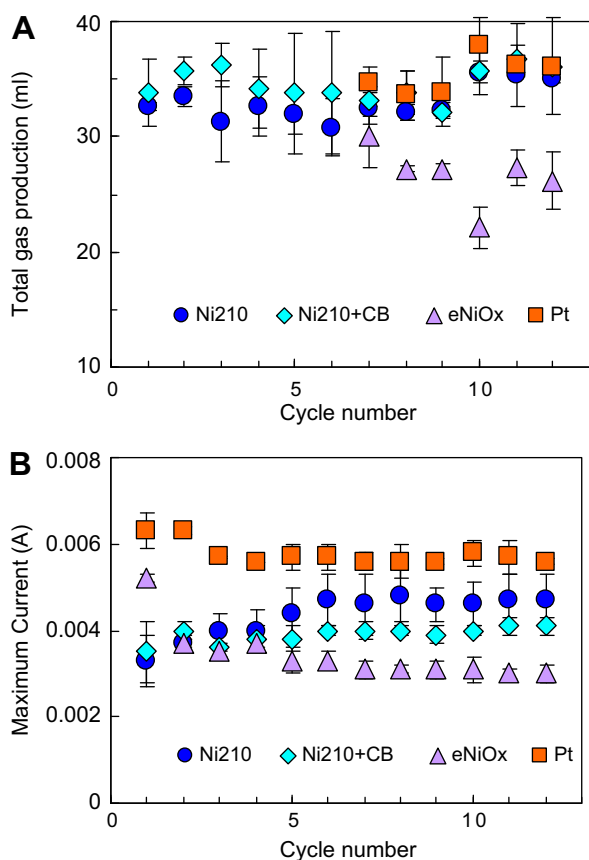 A
Total gas production (ml)
40
30
20
10
Ni210 Ni210+CB eNiOx Pt
0 5 10
Cycle number
B
Maximum Current (A)
0.008
0.006
0.004
0.002
0
Ni210 Ni210+CB eNiOx Pt
0 5 10
Cycle number